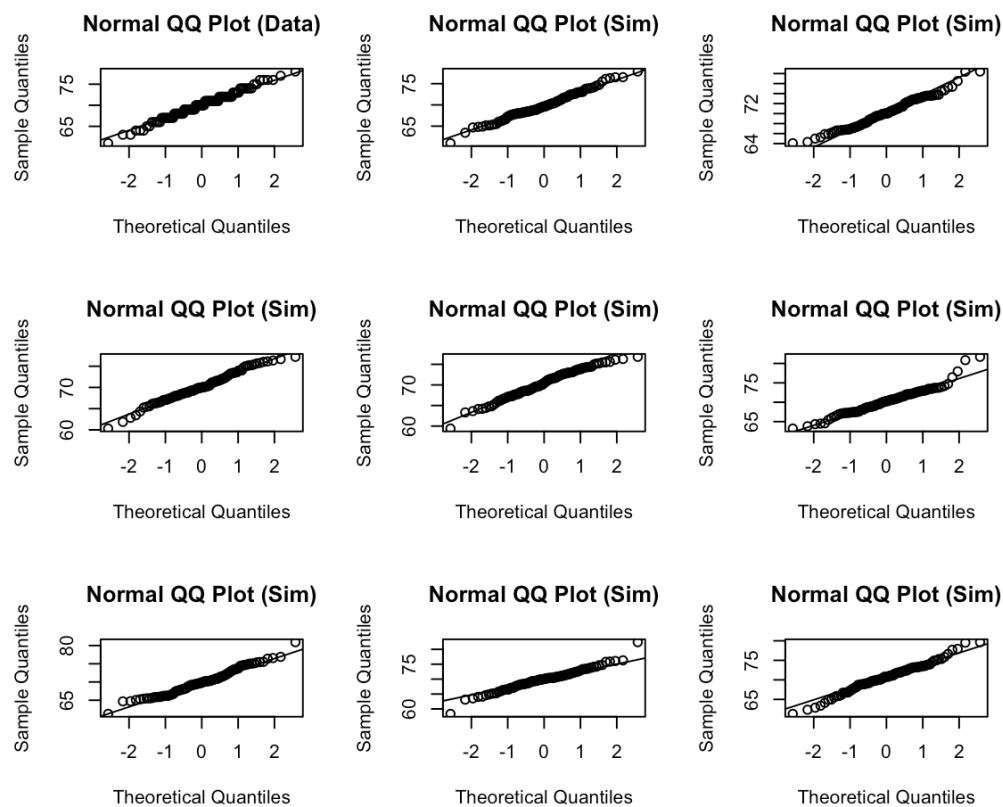 Normal QQ Plot (Data)
Sample Quantiles
65 75
-2 -1 0 1 2
Theoretical Quantiles
Normal QQ Plot (Sim)
Sample Quantiles
65 75
-2 -1 0 1 2
Theoretical Quantiles
Normal QQ Plot (Sim)
Sample Quantiles
64 72
-2 -1 0 1 2
Theoretical Quantiles
Normal QQ Plot (Sim)
Sample Quantiles
60 70
-2 -1 0 1 2
Theoretical Quantiles
Normal QQ Plot (Sim)
Sample Quantiles
60 70
-2 -1 0 1 2
Theoretical Quantiles
Normal QQ Plot (Sim)
Sample Quantiles
65 75
-2 -1 0 1 2
Theoretical Quantiles
Normal QQ Plot (Sim)
Sample Quantiles
65 80
-2 -1 0 1 2
Theoretical Quantiles
Normal QQ Plot (Sim)
Sample Quantiles
60 75
-2 -1 0 1 2
Theoretical Quantiles
Normal QQ Plot (Sim)
Sample Quantiles
65 75
-2 -1 0 1 2
Theoretical Quantiles